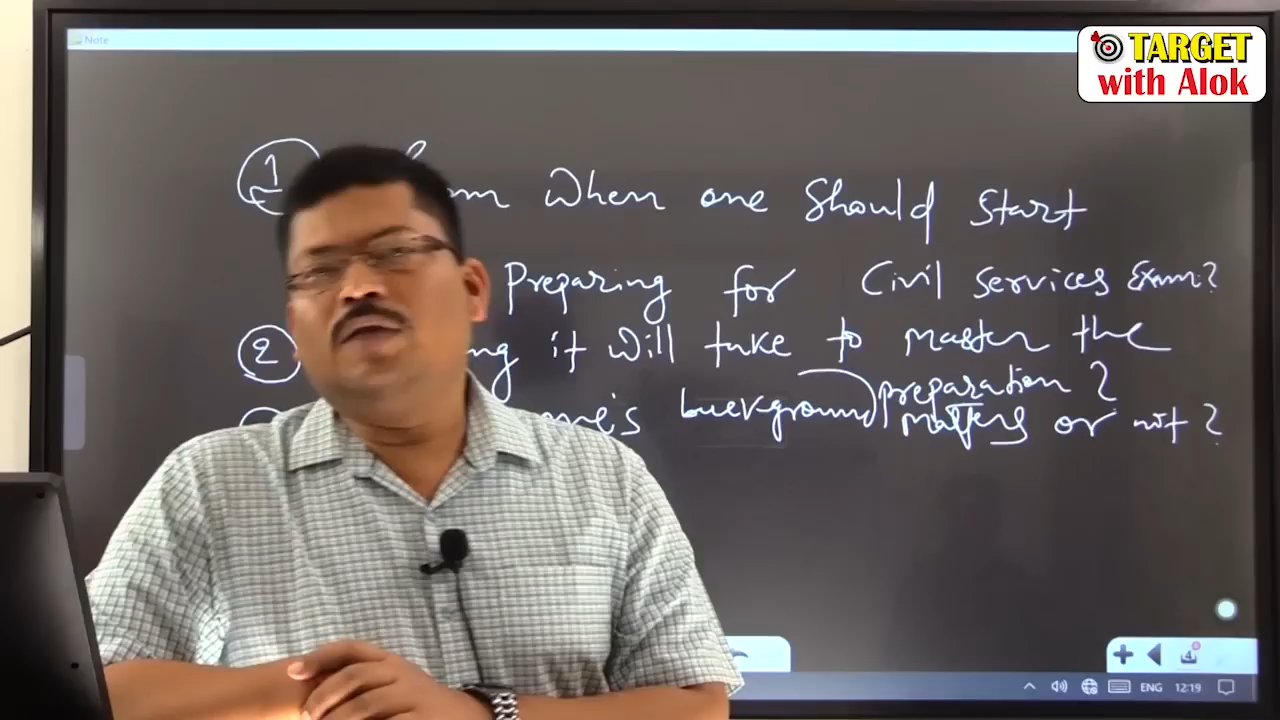 Note
TARGET
with Alok
1 when one should start
preparing for civil services Exam?
2 it will take to master the
preparation?
background matters or not?
ENG 12:19